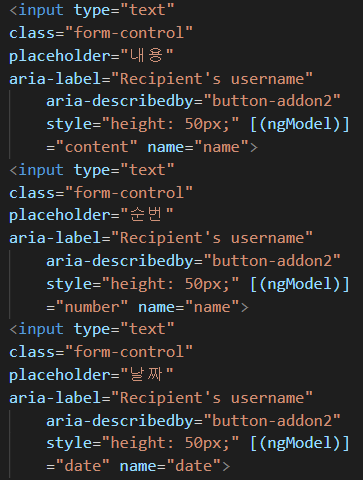 <input type="text"
class="form-control"
placeholder="내용"
aria-label="Recipient's username"
aria-describedby="button-addon2"
style="height: 50px;" [(ngModel)]
="content" name="name">
<input type="text"
class="form-control"
placeholder="순번"
aria-label="Recipient's username"
aria-describedby="button-addon2"
style="height: 50px;" [(ngModel)]
="number" name="name">
<input type="text"
class="form-control"
placeholder="날짜"
aria-label="Recipient's username"
aria-describedby="button-addon2"
style="height: 50px;" [(ngModel)]
="date" name="date">